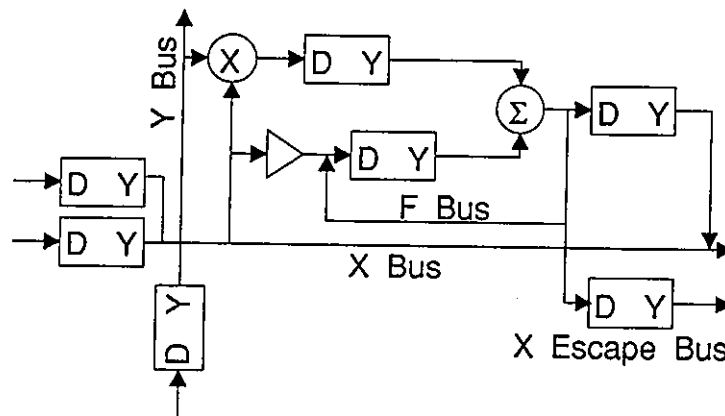 Y Bus
X
D Y
Σ
D Y
D Y
D Y
D Y
F Bus
X Bus
D Y
D Y
X Escape Bus